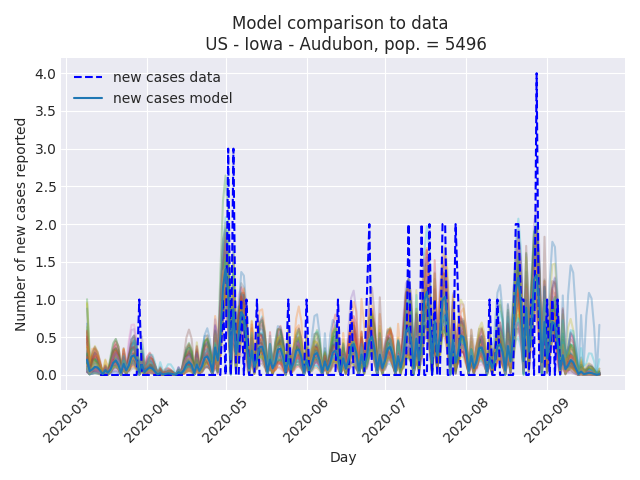 Model comparison to data
US - Iowa - Audubon, pop. = 5496
new cases data
new cases model
Number of new cases reported
4.0
3.5
3.0
2.5
2.0
1.5
1.0
0.5
0.0
2020-03
2020-04
2020-05
2020-06
2020-07
2020-08
2020-09
Day